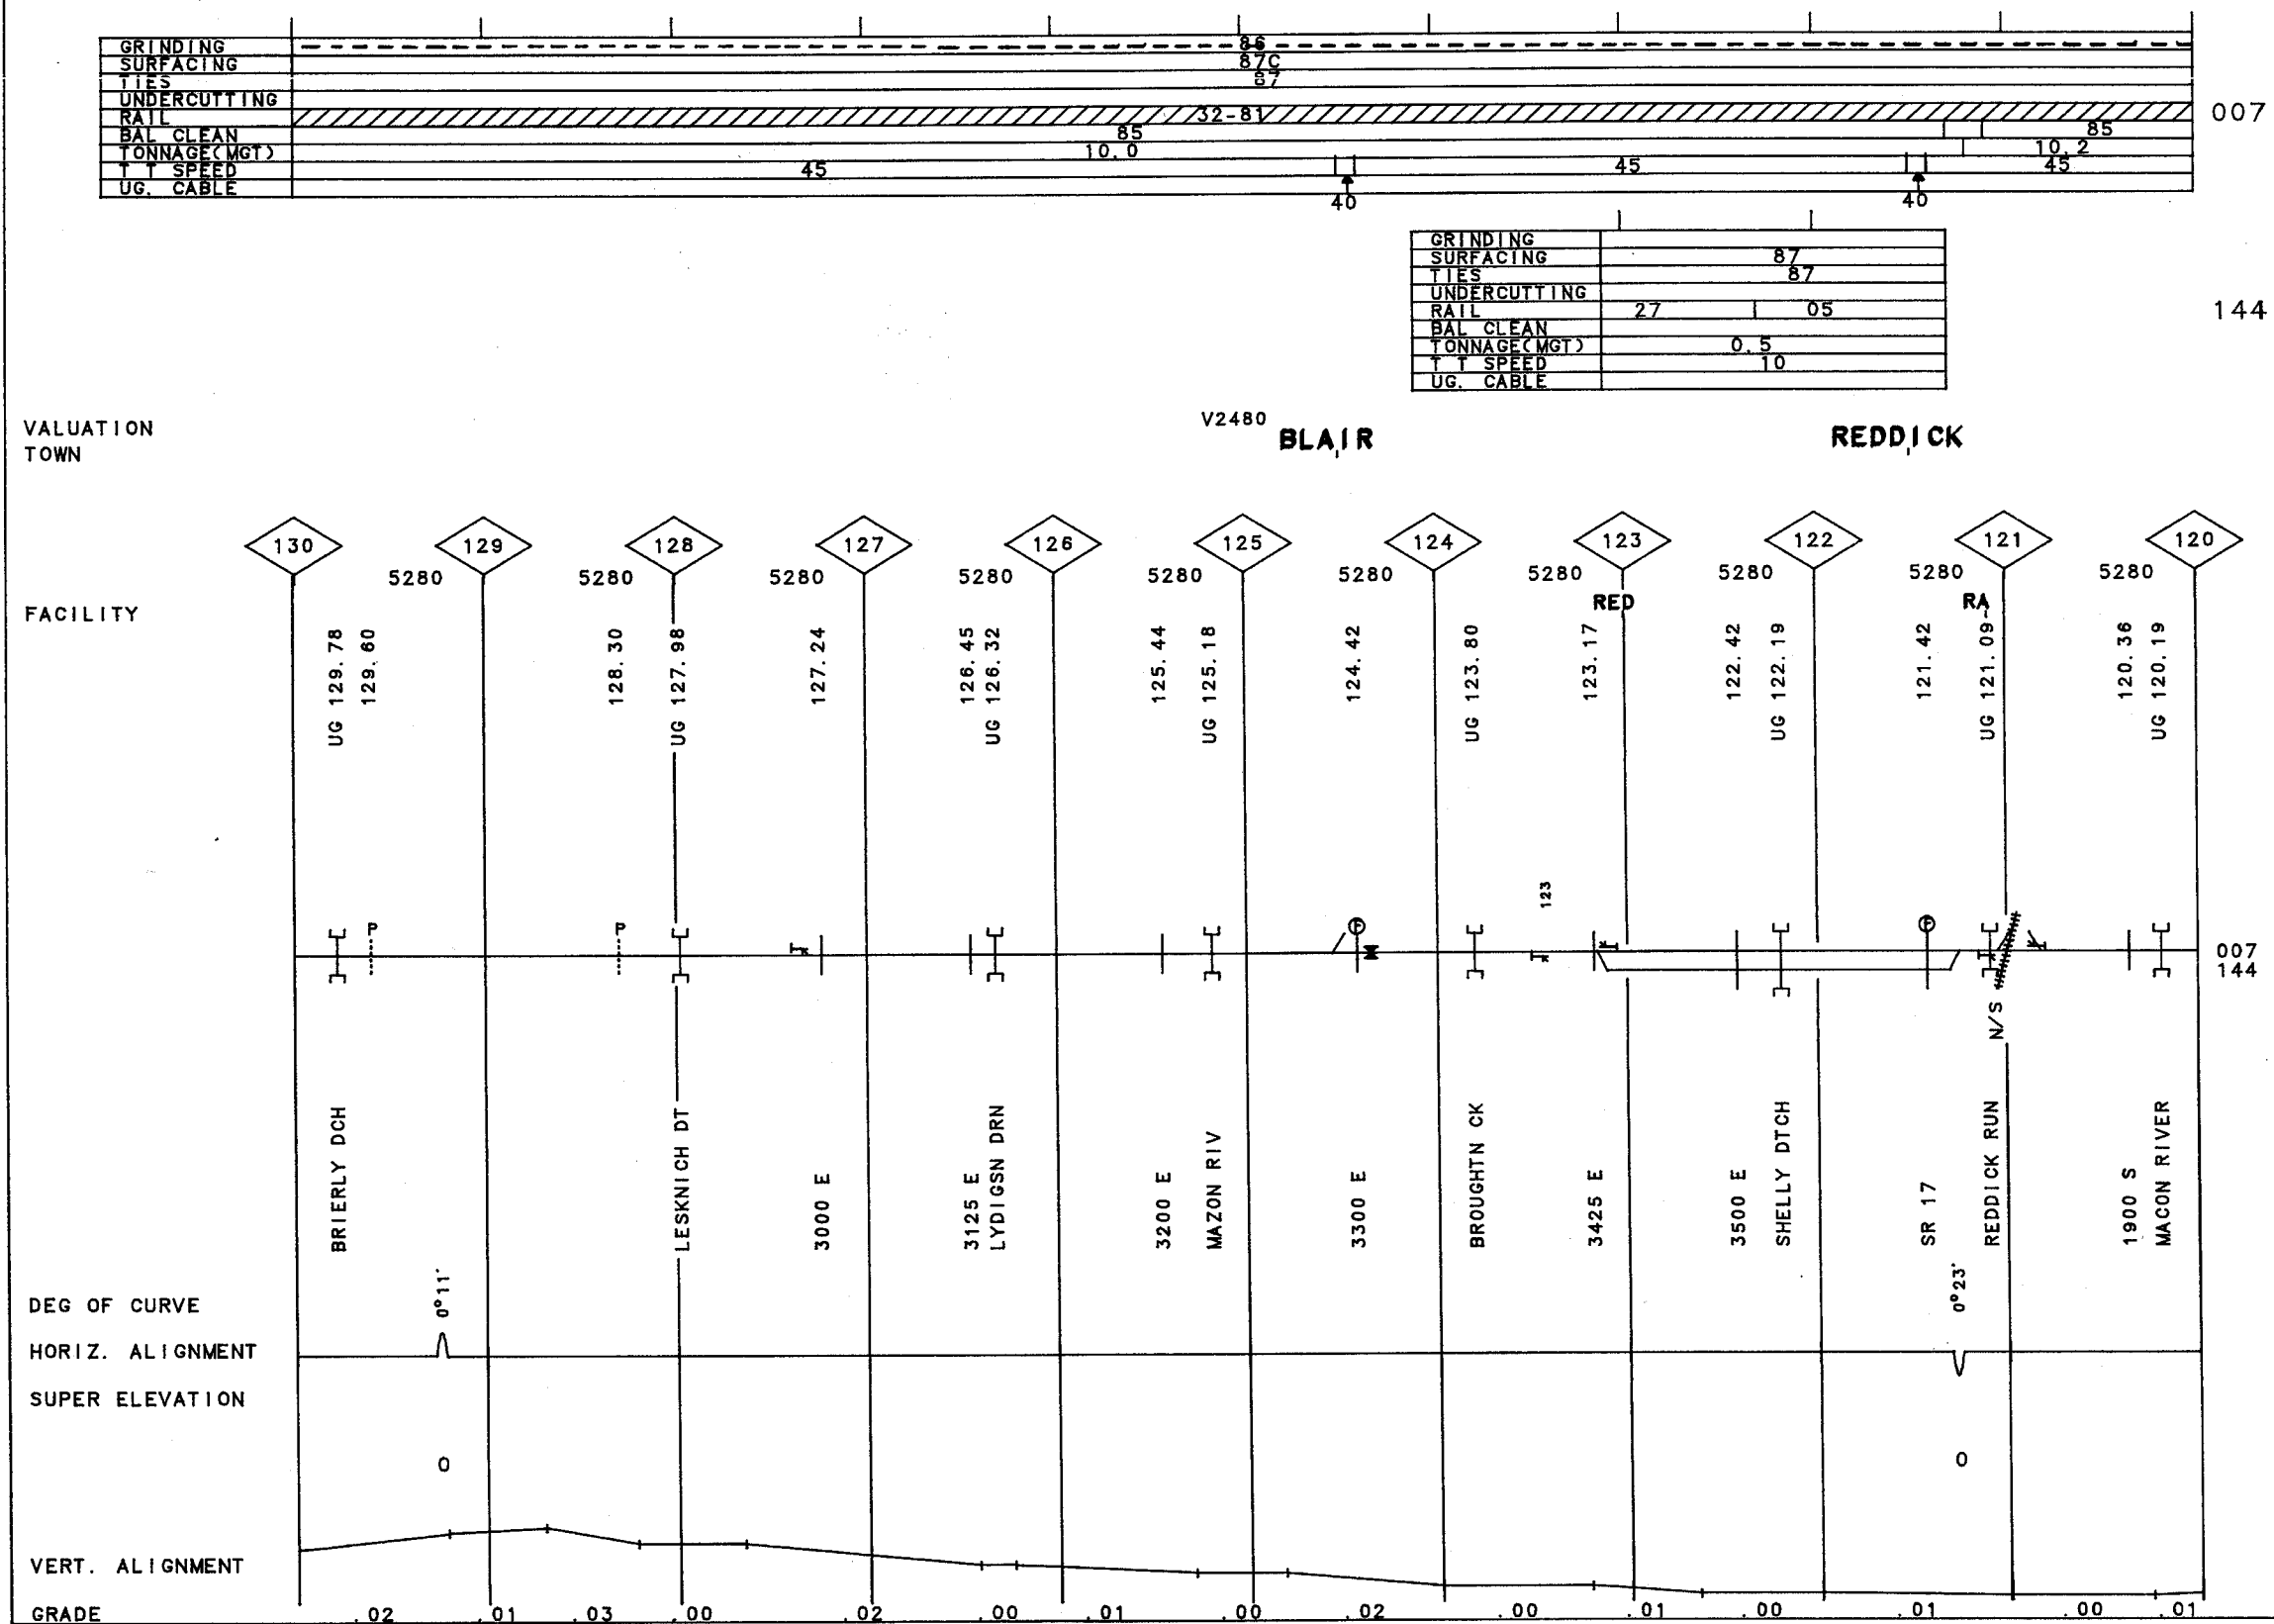 GRINDING 86
SURFACING 87C
TIES 87
UNDERCUTTING
RAIL 32-81
007
BAL CLEAN 85 85
TONNAGE(MGT) 10.0 10.2
T T SPEED 45 45 45
UG. CABLE
40 40
GRINDING
SURFACING 87
TIES 87
UNDERCUTTING
RAIL 27 05
144
BAL CLEAN
TONNAGE(MGT) 0.5
T T SPEED 10
UG. CABLE
VALUATION V2480
TOWN BLAIR REDDICK
130 129 128 127 126 125 124 123 122 121 120
5280 5280 5280 5280 5280 5280 5280 5280 5280 5280
FACILITY RED RA
UG 129.78
129.60
128.30
UG 127.98
127.24
126.45
UG 126.32
125.44
UG 125.18
124.42
UG 123.80
123.17
122.42
UG 122.19
121.42
UG 121.09
120.36
UG 120.19
123
P P F F
007
144
N/S
BRIERLY DCH
LESKNICH DT
3000 E
3125 E
LYDIGSN DRN
3200 E
MAZON RIV
3300 E
BROUGHTN CK
3425 E
3500 E
SHELLY DTCH
SR 17
REDDICK RUN
1900 S
MACON RIVER
DEG OF CURVE 0°11' 0°23'
HORIZ. ALIGNMENT
SUPER ELEVATION
0 0
VERT. ALIGNMENT
GRADE .02 .01 .03 .00 .02 .00 .01 .00 .02 .00 .01 .00 .01 .00 .01